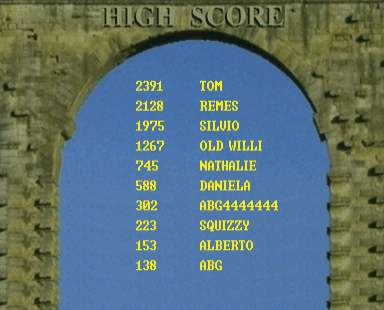 HIGH SCORE
2391 TOM
2128 REMES
1975 SILVIO
1267 OLD WILLI
745 NATHALIE
588 DANIELA
302 ABG4444444
223 SQUIZZY
153 ALBERTO
138 ABG